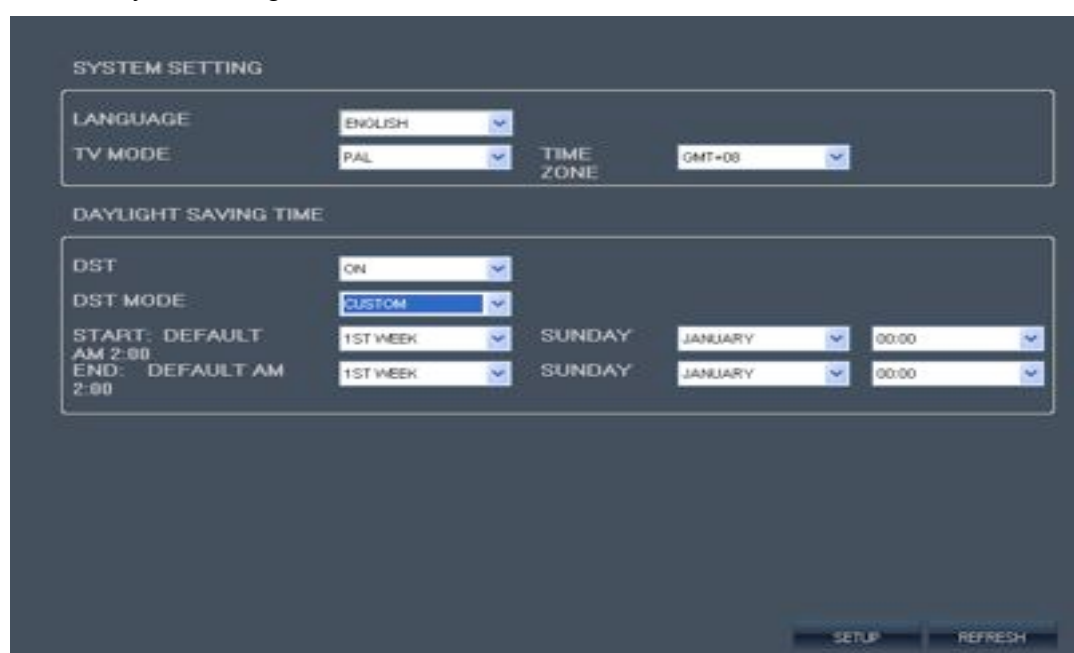 SYSTEM SETTING
LANGUAGE ENGLISH
TV MODE PAL TIME ZONE GMT+08
DAYLIGHT SAVING TIME
DST ON
DST MODE CUSTOM
START: DEFAULT AM 2:00 1ST WEEK SUNDAY JANUARY 00:00
END: DEFAULT AM 2:00 1ST WEEK SUNDAY JANUARY 00:00
SETUP REFRESH